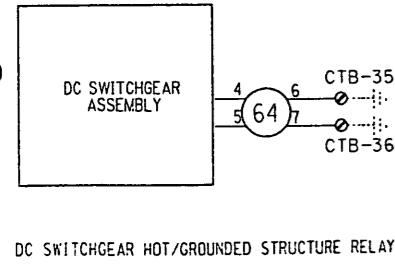 DC SWITCHGEAR
ASSEMBLY
4
5
64
6
7
CTB-35
CTB-36
DC SWITCHGEAR HOT/GROUNDED STRUCTURE RELAY